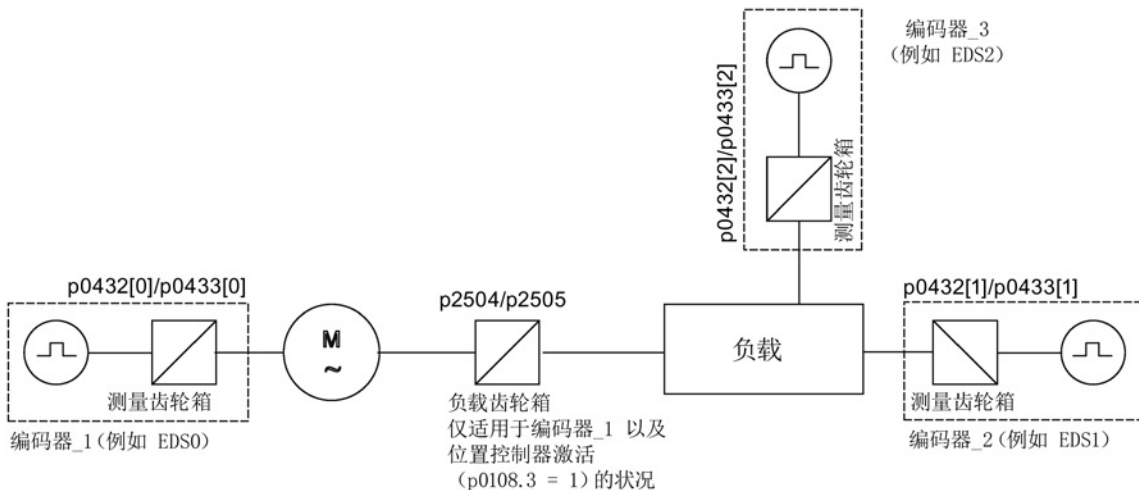 编码器_3
(例如 EDS2)
p0432[2]/p0433[2]
测量齿轮箱
p0432[0]/p0433[0]
测量齿轮箱
编码器_1(例如 EDS0)
M
~
p2504/p2505
负载齿轮箱
仅适用于编码器_1 以及
位置控制器激活
(p0108.3 = 1)的状况
负载
p0432[1]/p0433[1]
测量齿轮箱
编码器_2(例如 EDS1)